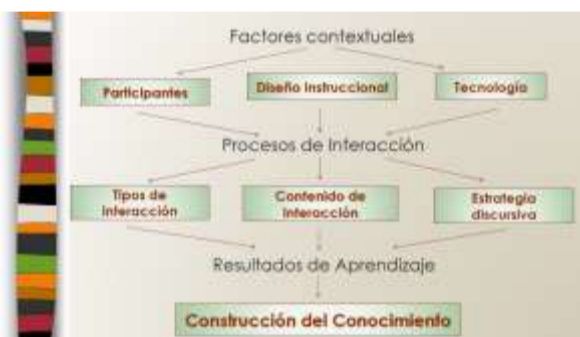 Factores contextuales
Participantes
Diseño Instruccional
Tecnología
Procesos de Interacción
Tipos de
Interacción
Contenido de
Interacción
Estrategia
discursiva
Resultados de Aprendizaje
Construcción del Conocimiento